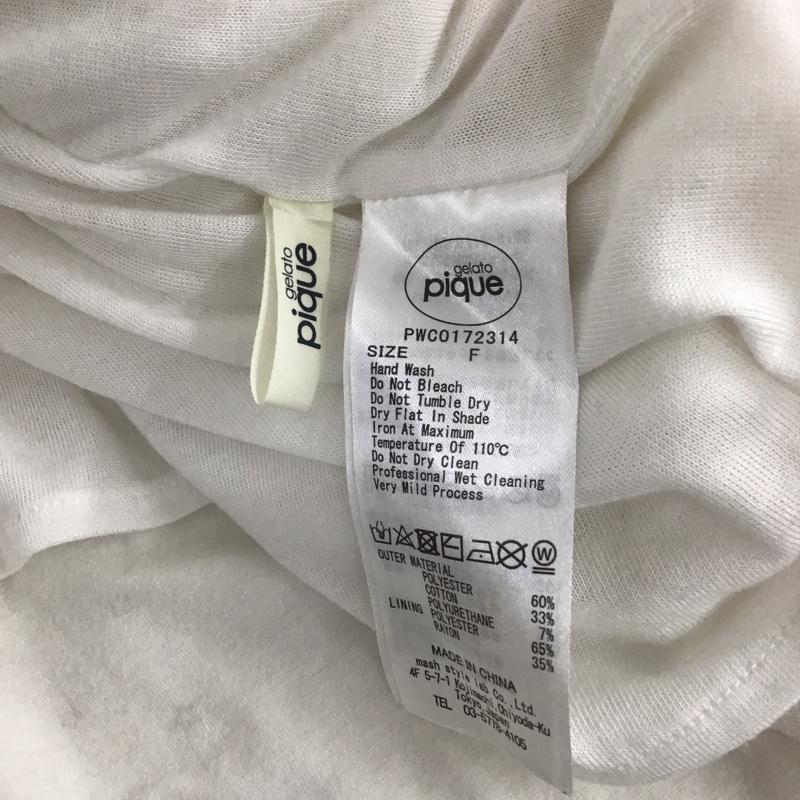 gelato
pique
gelato
pique
PWCO172314
SIZE F
Hand Wash
Do Not Bleach
Do Not Tumble Dry
Dry Flat In Shade
Iron At Maximum
Temperature Of 110℃
Do Not Dry Clean
Professional Wet Cleaning
Very Mild Process
W
OUTER MATERIAL
POLYESTER 60%
COTTON 33%
POLYURETHANE 7%
LINING POLYESTER 65%
RAYON 35%
MADE IN CHINA
mash style lab Co.,Ltd.
4F 5-7-1 Kojimachi,Chiyoda-Ku
Tokyo,Japan
TEL 03-5778-4105